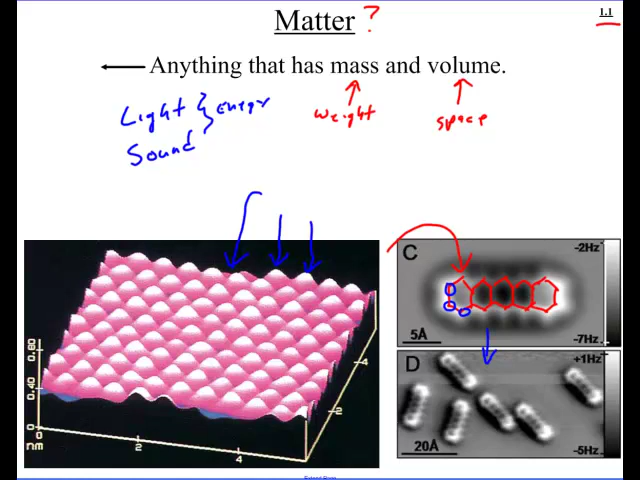 Matter ?
1.1
Anything that has mass and volume.
Light } energy
Sound
weight
space
C
-2Hz
-7Hz
5Å
D
+1Hz
-5Hz
20Å
0.80
0.40
0
0
nm
2
4
2
4